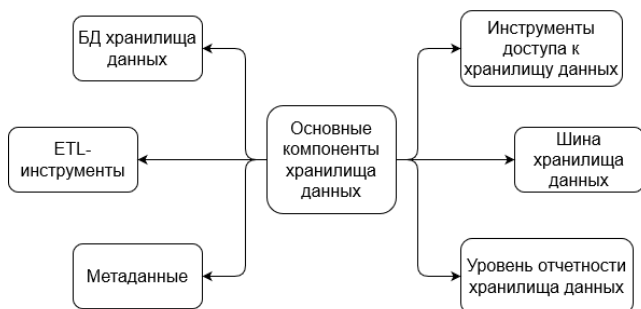 БД хранилища
данных
Инструменты
доступа к
хранилищу данных
Основные
компоненты
хранилища
данных
ETL-
инструменты
Шина
хранилища
данных
Метаданные
Уровень отчетности
хранилища данных